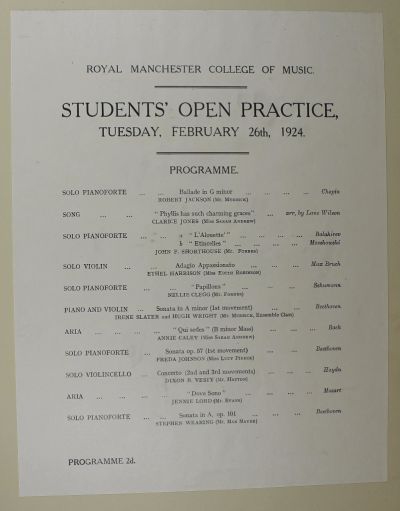 ROYAL MANCHESTER COLLEGE OF MUSIC.
STUDENTS' OPEN PRACTICE,
TUESDAY, FEBRUARY 26th, 1924.
PROGRAMME.
SOLO PIANOFORTE ... ... Ballade in G minor ... ... ... ... Chopin
ROBERT JACKSON (Mr. Merrick)
SONG ... ... "Phyllis has such charming graces" ... arr. by Lane Wilson
CLARICE JONES (Miss Sarah Andrew)
SOLO PIANOFORTE ... ... a "L'Alouette" ... ... ... ... Balakirev
b "Etincelles" ... ... ... ... Moszkowski
JOHN F. SHORTHOUSE (Mr. Forbes)
SOLO VIOLIN ... ... Adagio Appassionato ... ... ... ... Max Bruch
ETHEL HARRISON (Miss Edith Robinson)
SOLO PIANOFORTE ... ... "Papillons" ... ... ... Schumann
NELLIE CLEGG (Mr. Forbes)
PIANO AND VIOLIN ... Sonata in A minor (1st movement) ... ... Beethoven
IRENE SLATER and HUGH WRIGHT (Mr. Merrick, Ensemble Class)
ARIA ... ... ... ... "Qui sedes" (B minor Mass) ... ... Bach
ANNIE CALEY (Miss Sarah Andrew)
SOLO PIANOFORTE ... Sonata op. 57 (1st movement) ... ... Beethoven
FREDA JOHNSON (Miss Lucy Pierce)
SOLO VIOLONCELLO ... Concerto (2nd and 3rd movements) ... ... Haydn
DIXON B. VESEY (Mr. Hatton)
ARIA ... ... ... ... "Dove Sono" ... ... ... ... Mozart
JENNIE LORD (Mr. Evans)
SOLO PIANOFORTE ... ... Sonata in A, op. 101 ... ... ... Beethoven
STEPHEN WEARING (Mr. Max Mayer)
PROGRAMME 2d.